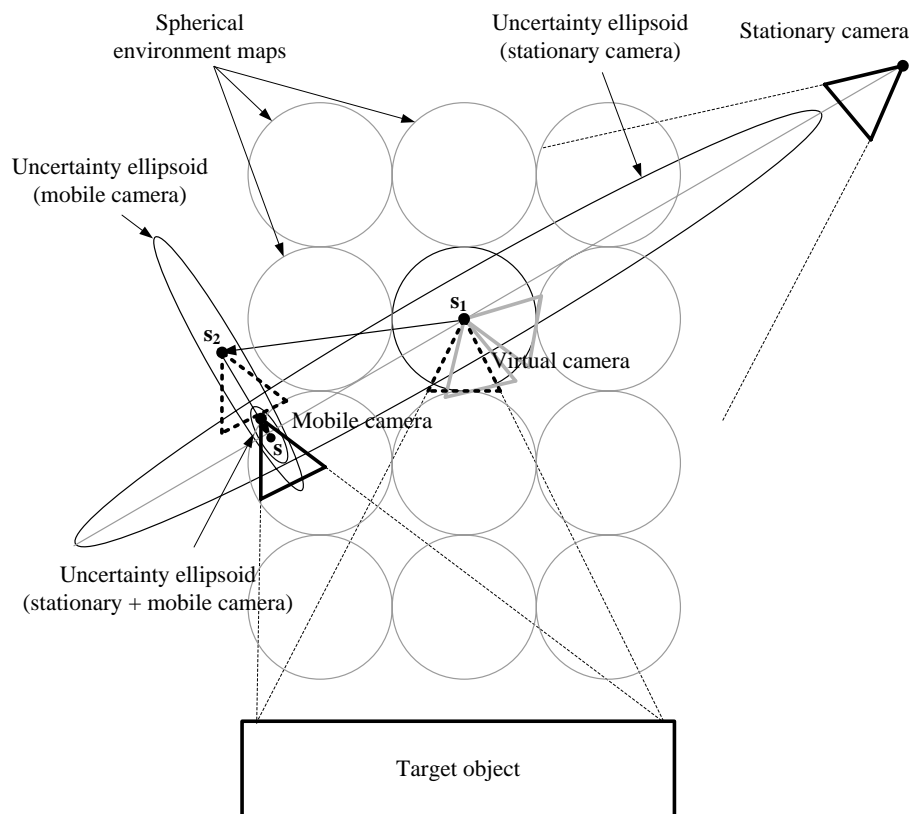 Spherical
environment maps
Uncertainty ellipsoid
(stationary camera)
Stationary camera
Uncertainty ellipsoid
(mobile camera)
s1
s2
Virtual camera
Mobile camera
s
Uncertainty ellipsoid
(stationary + mobile camera)
Target object